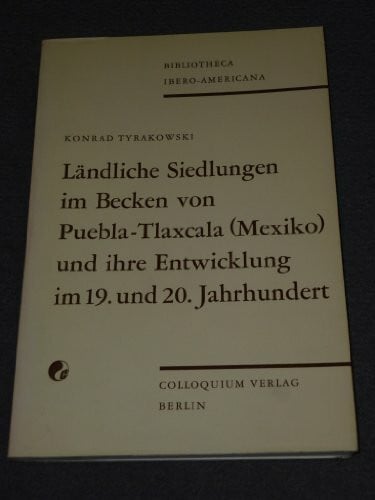 BIBLIOTHECA
IBERO-AMERICANA
KONRAD TYRAKOWSKI
Ländliche Siedlungen
im Becken von
Puebla-Tlaxcala (Mexiko)
und ihre Entwicklung
im 19. und 20. Jahrhundert
COLLOQUIUM VERLAG
BERLIN